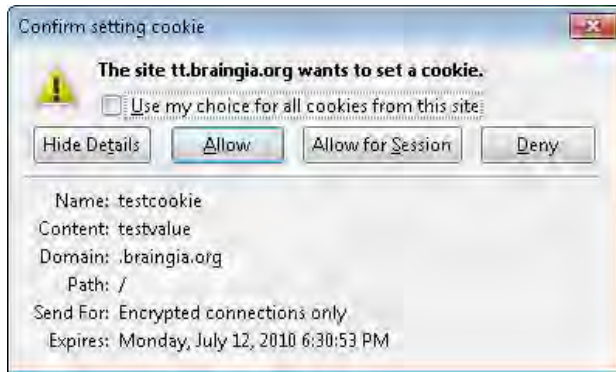 Confirm setting cookie
The site tt.braingia.org wants to set a cookie.
Use my choice for all cookies from this site
Hide Details Allow Allow for Session Deny
Name: testcookie
Content: testvalue
Domain: .braingia.org
Path: /
Send For: Encrypted connections only
Expires: Monday, July 12, 2010 6:30:53 PM